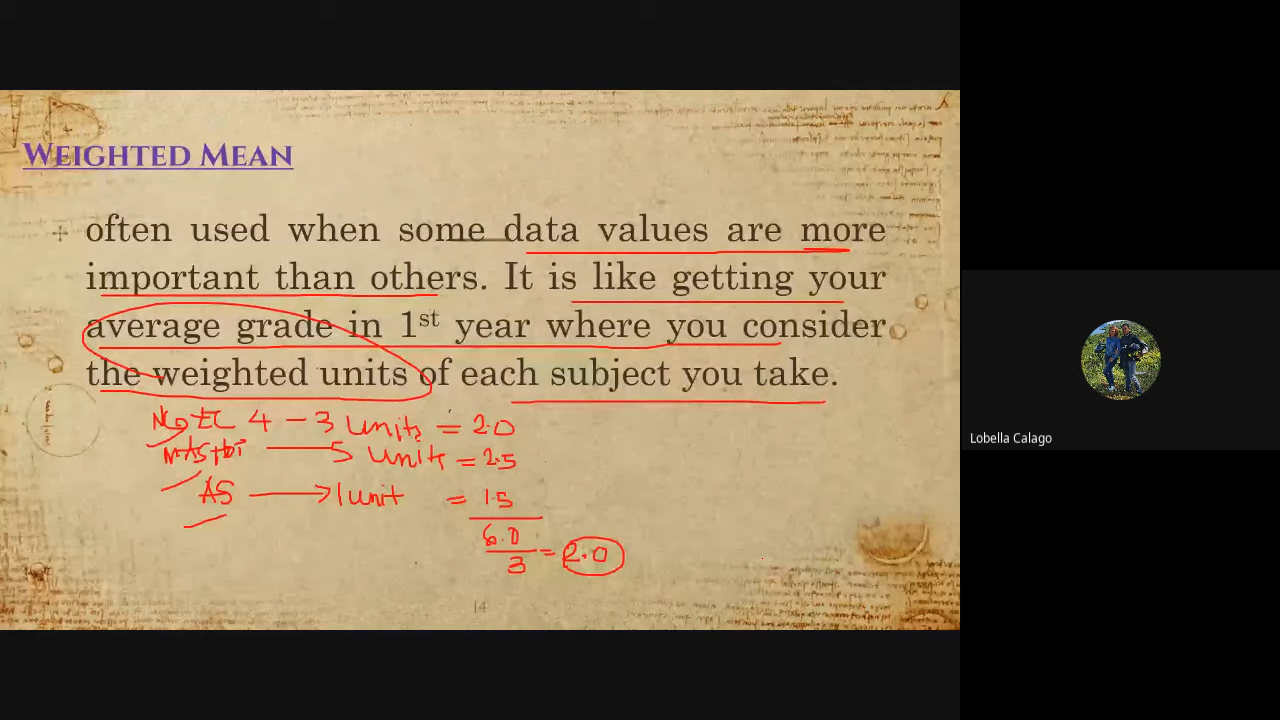 WEIGHTED MEAN
often used when some data values are more
important than others. It is like getting your
average grade in 1st year where you consider
the weighted units of each subject you take.
4 - 3 units = 2.0
5 units = 2.5
AS → 1 unit = 1.5
6.0
3 = 2.0
14
Lobella Calago